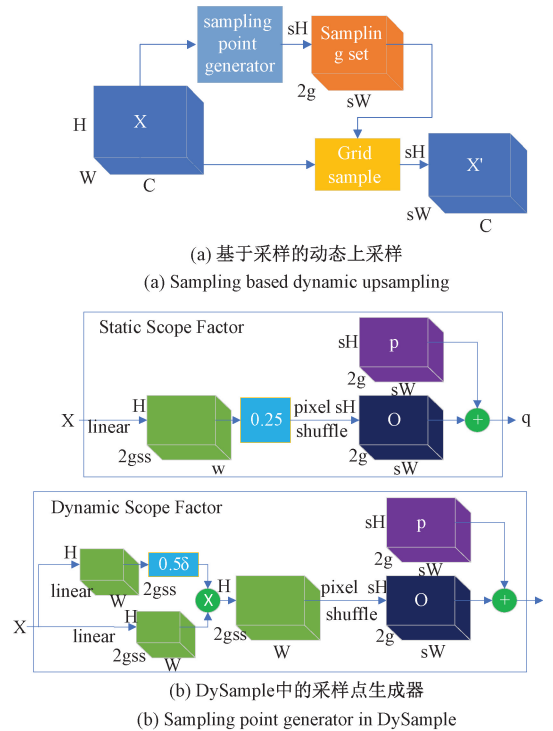 sampling
point
generator
sH
Samplin
g set
2g
sW
H
X
W
C
Grid
sample
sH
X'
sW
C
(a) 基于采样的动态上采样
(a) Sampling based dynamic upsampling
Static Scope Factor
sH
p
2g
sW
X
linear
H
2gss
w
0.25
pixel
shuffle
sH
O
2g
sW
+
q
Dynamic Scope Factor
sH
p
2g
sW
H
linear
W
0.5δ
2gss
X
linear
H
2gss
W
X
H
2gss
W
pixel
shuffle
sH
O
2g
sW
+
(b) DySample中的采样点生成器
(b) Sampling point generator in DySample